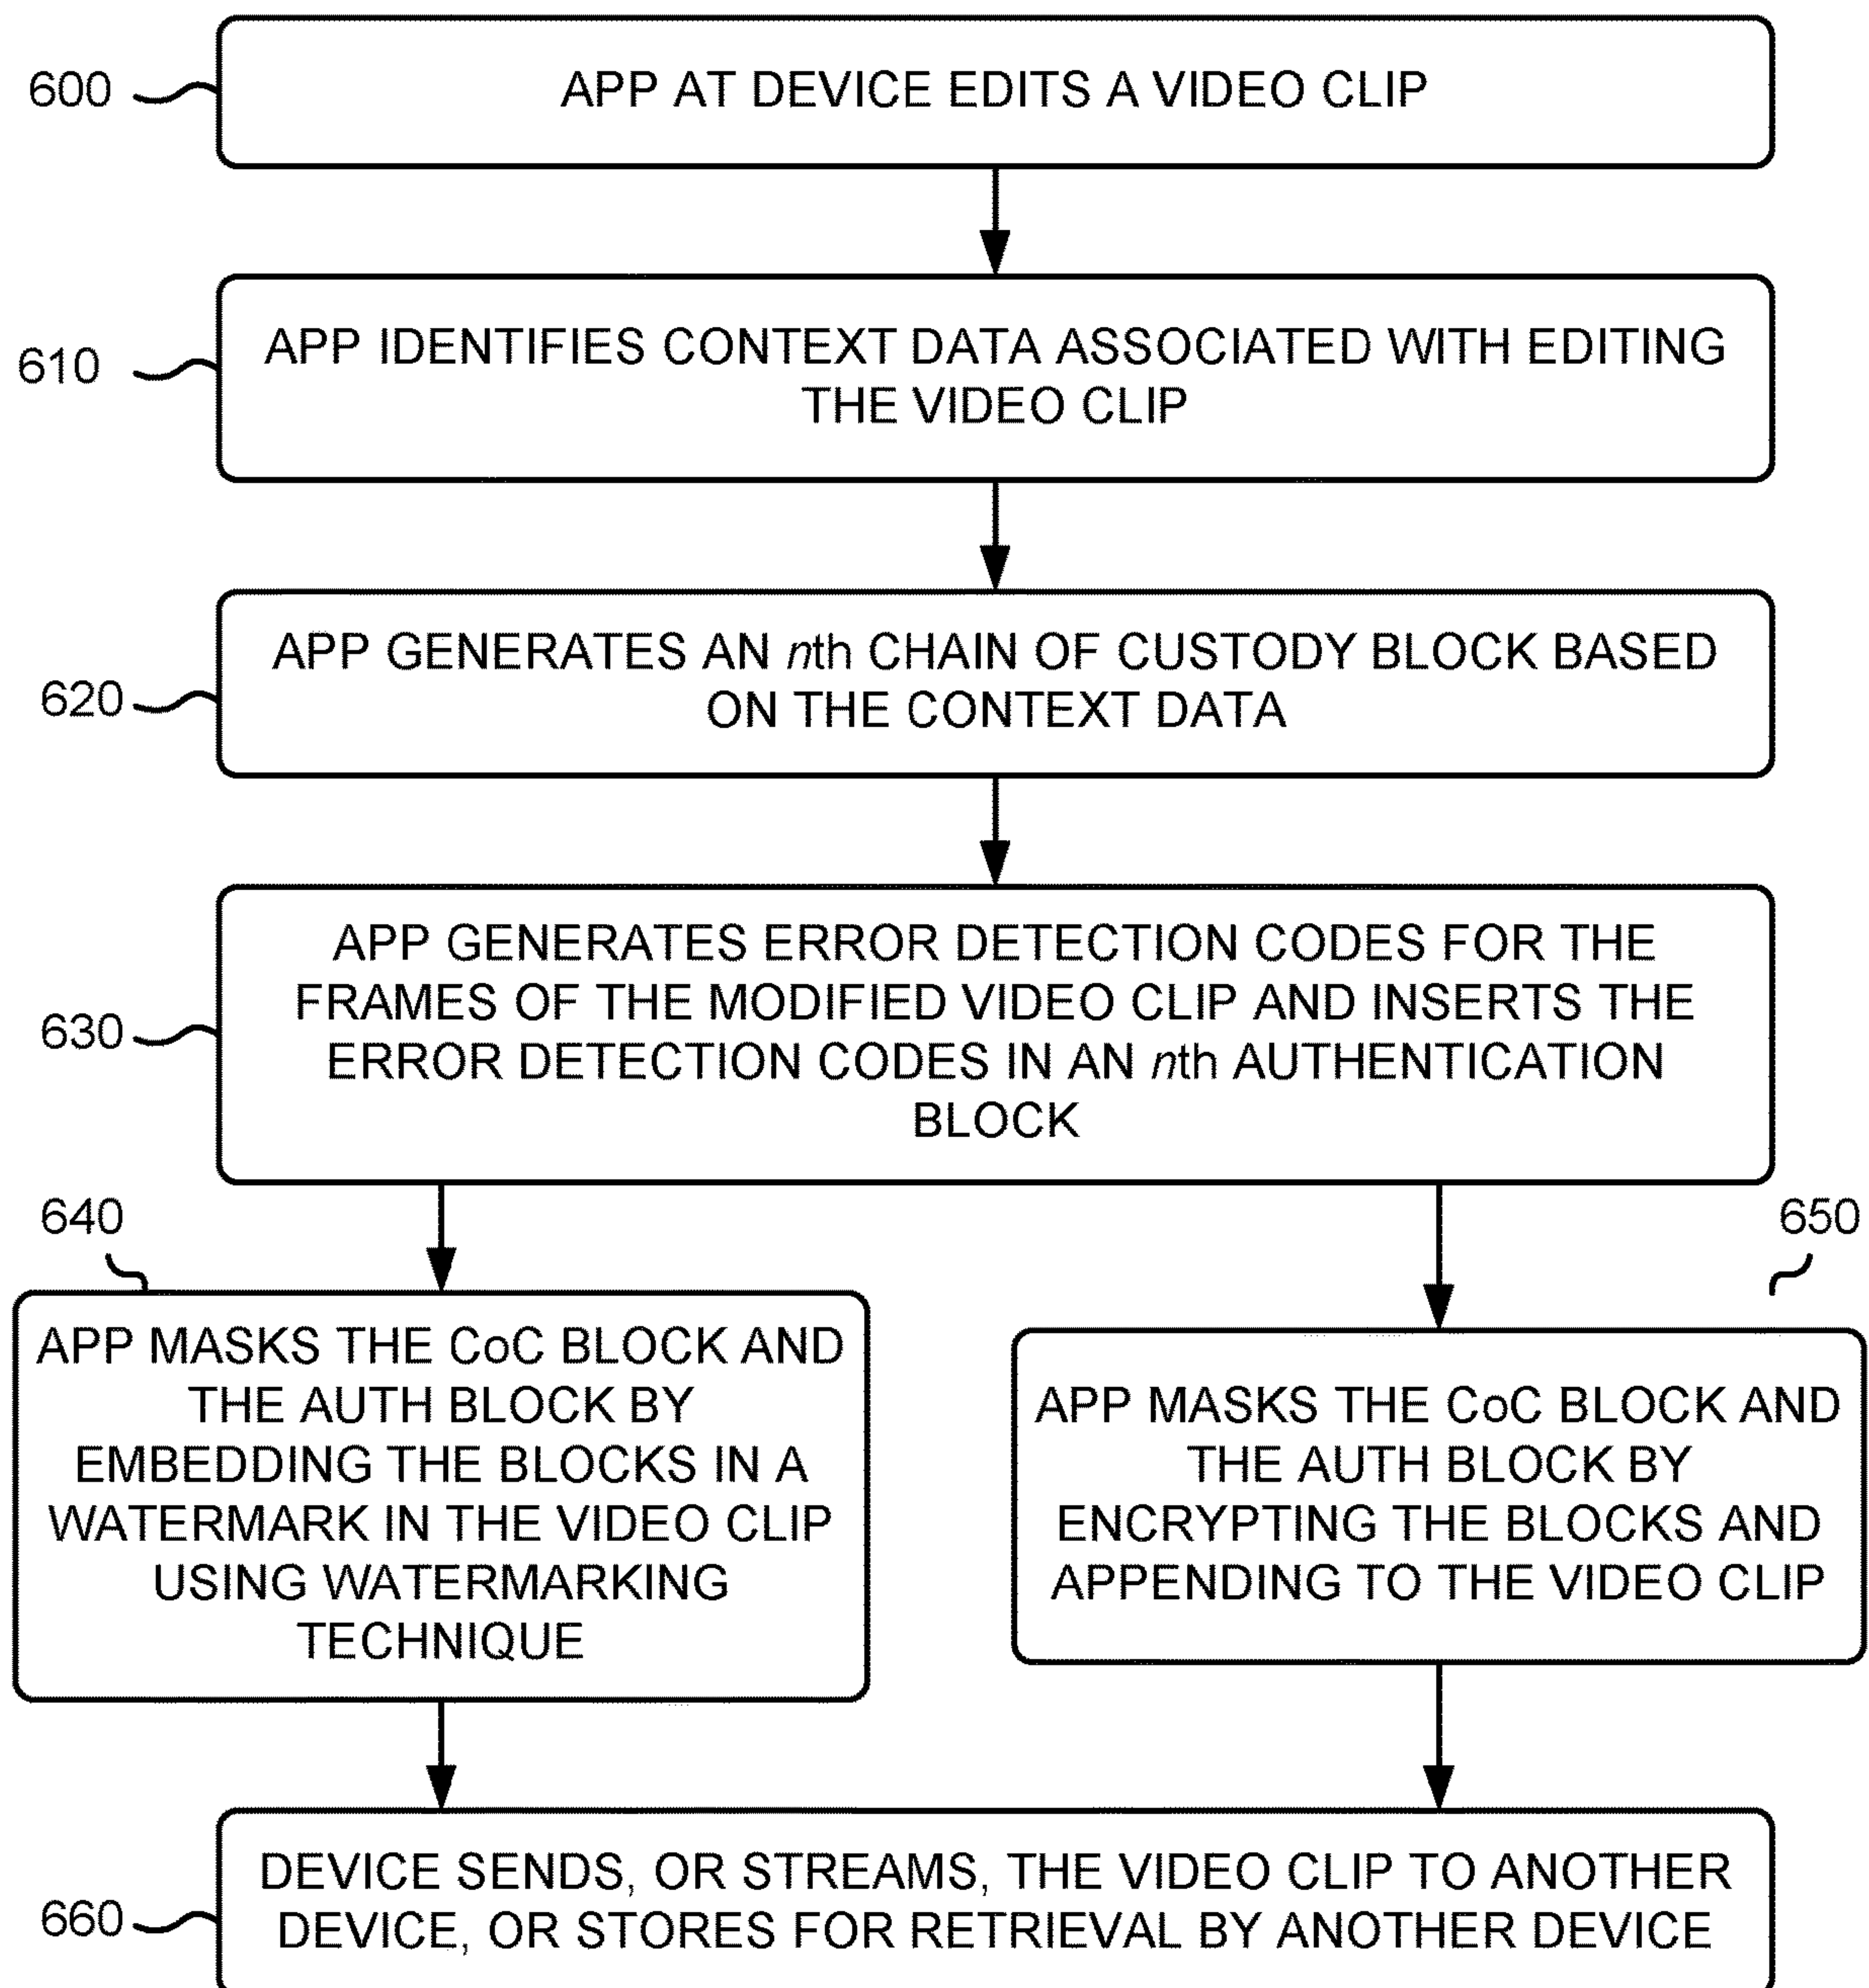 600
APP AT DEVICE EDITS A VIDEO CLIP
610
APP IDENTIFIES CONTEXT DATA ASSOCIATED WITH EDITING
THE VIDEO CLIP
620
APP GENERATES AN nth CHAIN OF CUSTODY BLOCK BASED
ON THE CONTEXT DATA
630
APP GENERATES ERROR DETECTION CODES FOR THE
FRAMES OF THE MODIFIED VIDEO CLIP AND INSERTS THE
ERROR DETECTION CODES IN AN nth AUTHENTICATION
BLOCK
640
APP MASKS THE CoC BLOCK AND
THE AUTH BLOCK BY
EMBEDDING THE BLOCKS IN A
WATERMARK IN THE VIDEO CLIP
USING WATERMARKING
TECHNIQUE
650
APP MASKS THE CoC BLOCK AND
THE AUTH BLOCK BY
ENCRYPTING THE BLOCKS AND
APPENDING TO THE VIDEO CLIP
660
DEVICE SENDS, OR STREAMS, THE VIDEO CLIP TO ANOTHER
DEVICE, OR STORES FOR RETRIEVAL BY ANOTHER DEVICE